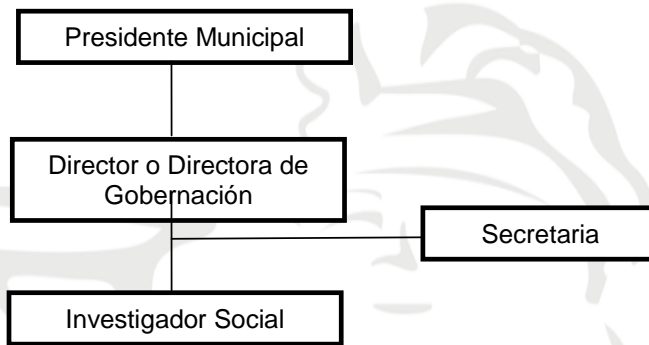 Presidente Municipal
Director o Directora de
Gobernación
Secretaria
Investigador Social